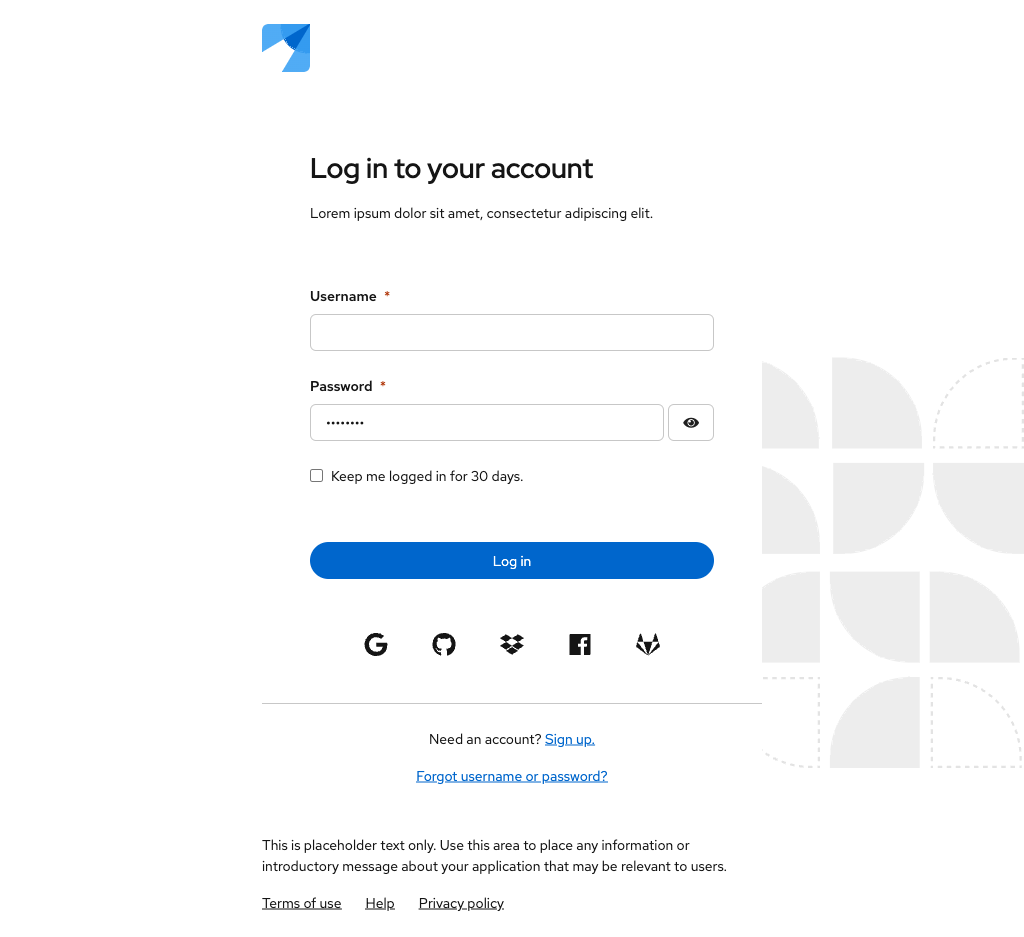 Log in to your account
Lorem ipsum dolor sit amet, consectetur adipiscing elit.
Username *
Password *
••••••••
Keep me logged in for 30 days.
Log in
Need an account? Sign up.
Forgot username or password?
This is placeholder text only. Use this area to place any information or
introductory message about your application that may be relevant to users.
Terms of use Help Privacy policy